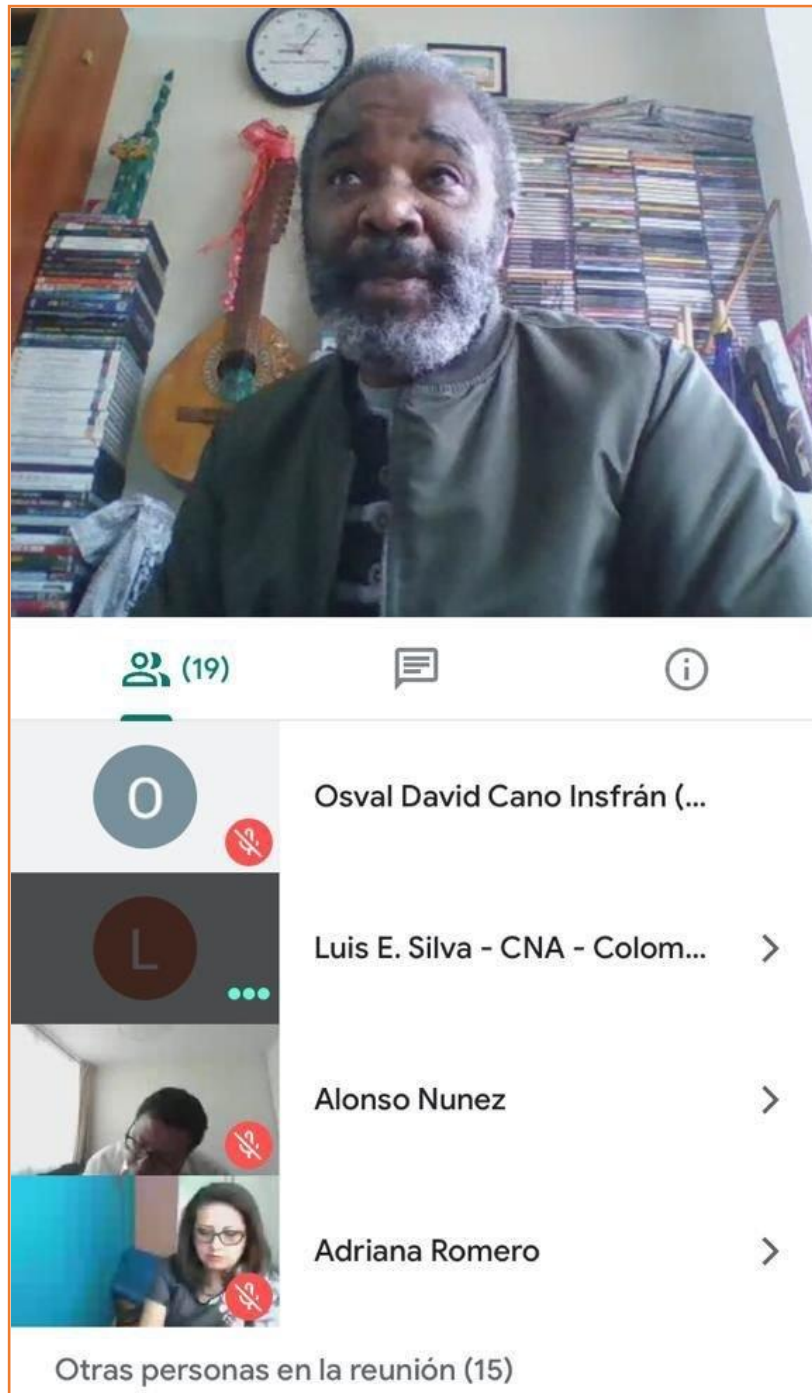 (19)
O
Osval David Cano Insfrán (...
L
Luis E. Silva - CNA - Colom...
Alonso Nunez
Adriana Romero
Otras personas en la reunión (15)